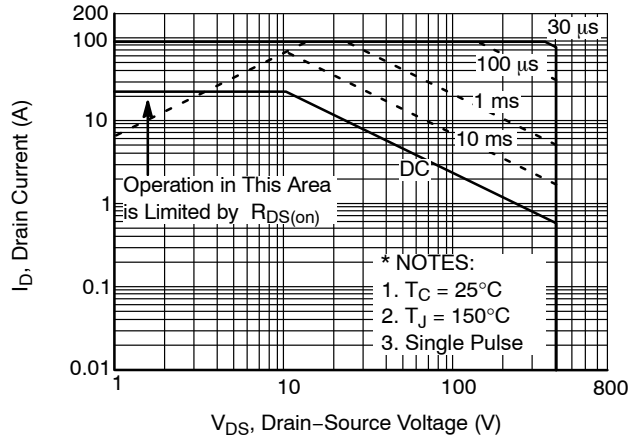 200
100
10
1
0.1
0.01
I_D, Drain Current (A)
30 μs
100 μs
1 ms
10 ms
DC
Operation in This Area
is Limited by R_DS(on)
* NOTES:
1. T_C = 25°C
2. T_J = 150°C
3. Single Pulse
1
10
100
800
V_DS, Drain−Source Voltage (V)